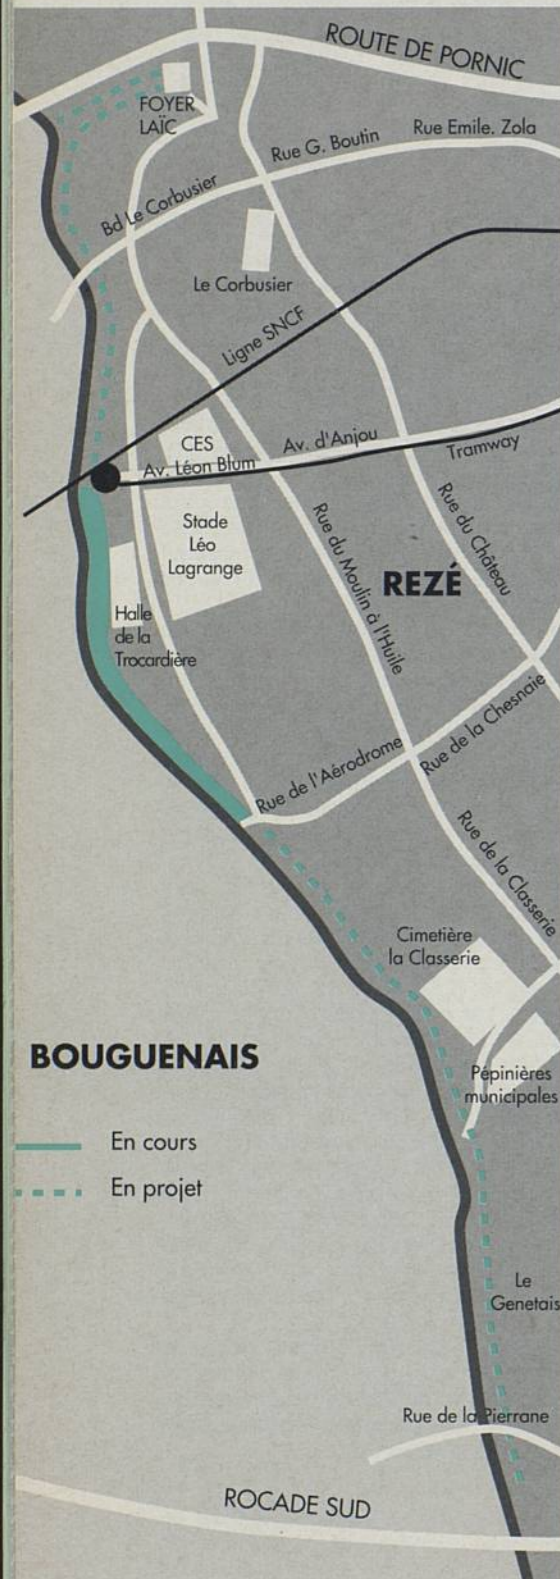 ROUTE DE PORNIC
FOYER
LAÏC
Rue G. Boutin
Rue Emile. Zola
Bd Le Corbusier
Le Corbusier
Ligne SNCF
CES
Av. d'Anjou
Tramway
Av. Léon Blum
Stade
Léo
Lagrange
Rue du Moulin à l'Huile
REZÉ
Rue du Château
Halle
de la
Trocardière
Rue de l'Aérodrome
Rue de la Chesnaie
Rue de la Classerie
Cimetière
la Classerie
BOUGUENAIS
Pépinières
municipales
En cours
En projet
Le
Genetais
Rue de la Pierrane
ROCADE SUD